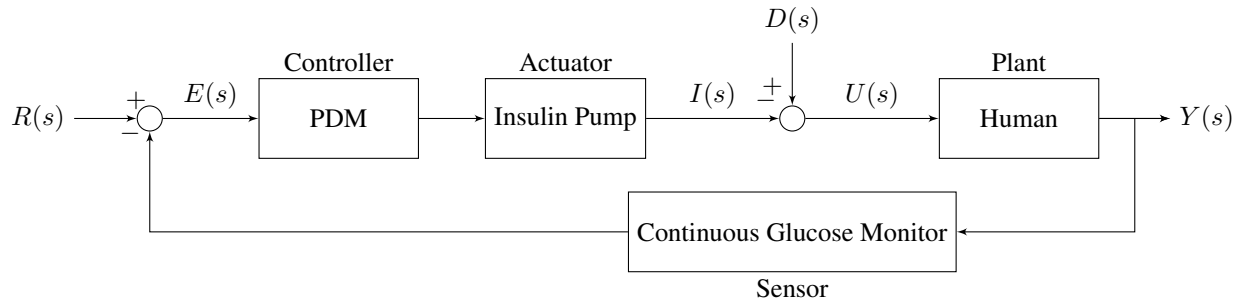 D(s)
Controller
Actuator
Plant
R(s)
+
−
E(s)
PDM
Insulin Pump
I(s)
+
−
U(s)
Human
Y(s)
Continuous Glucose Monitor
Sensor